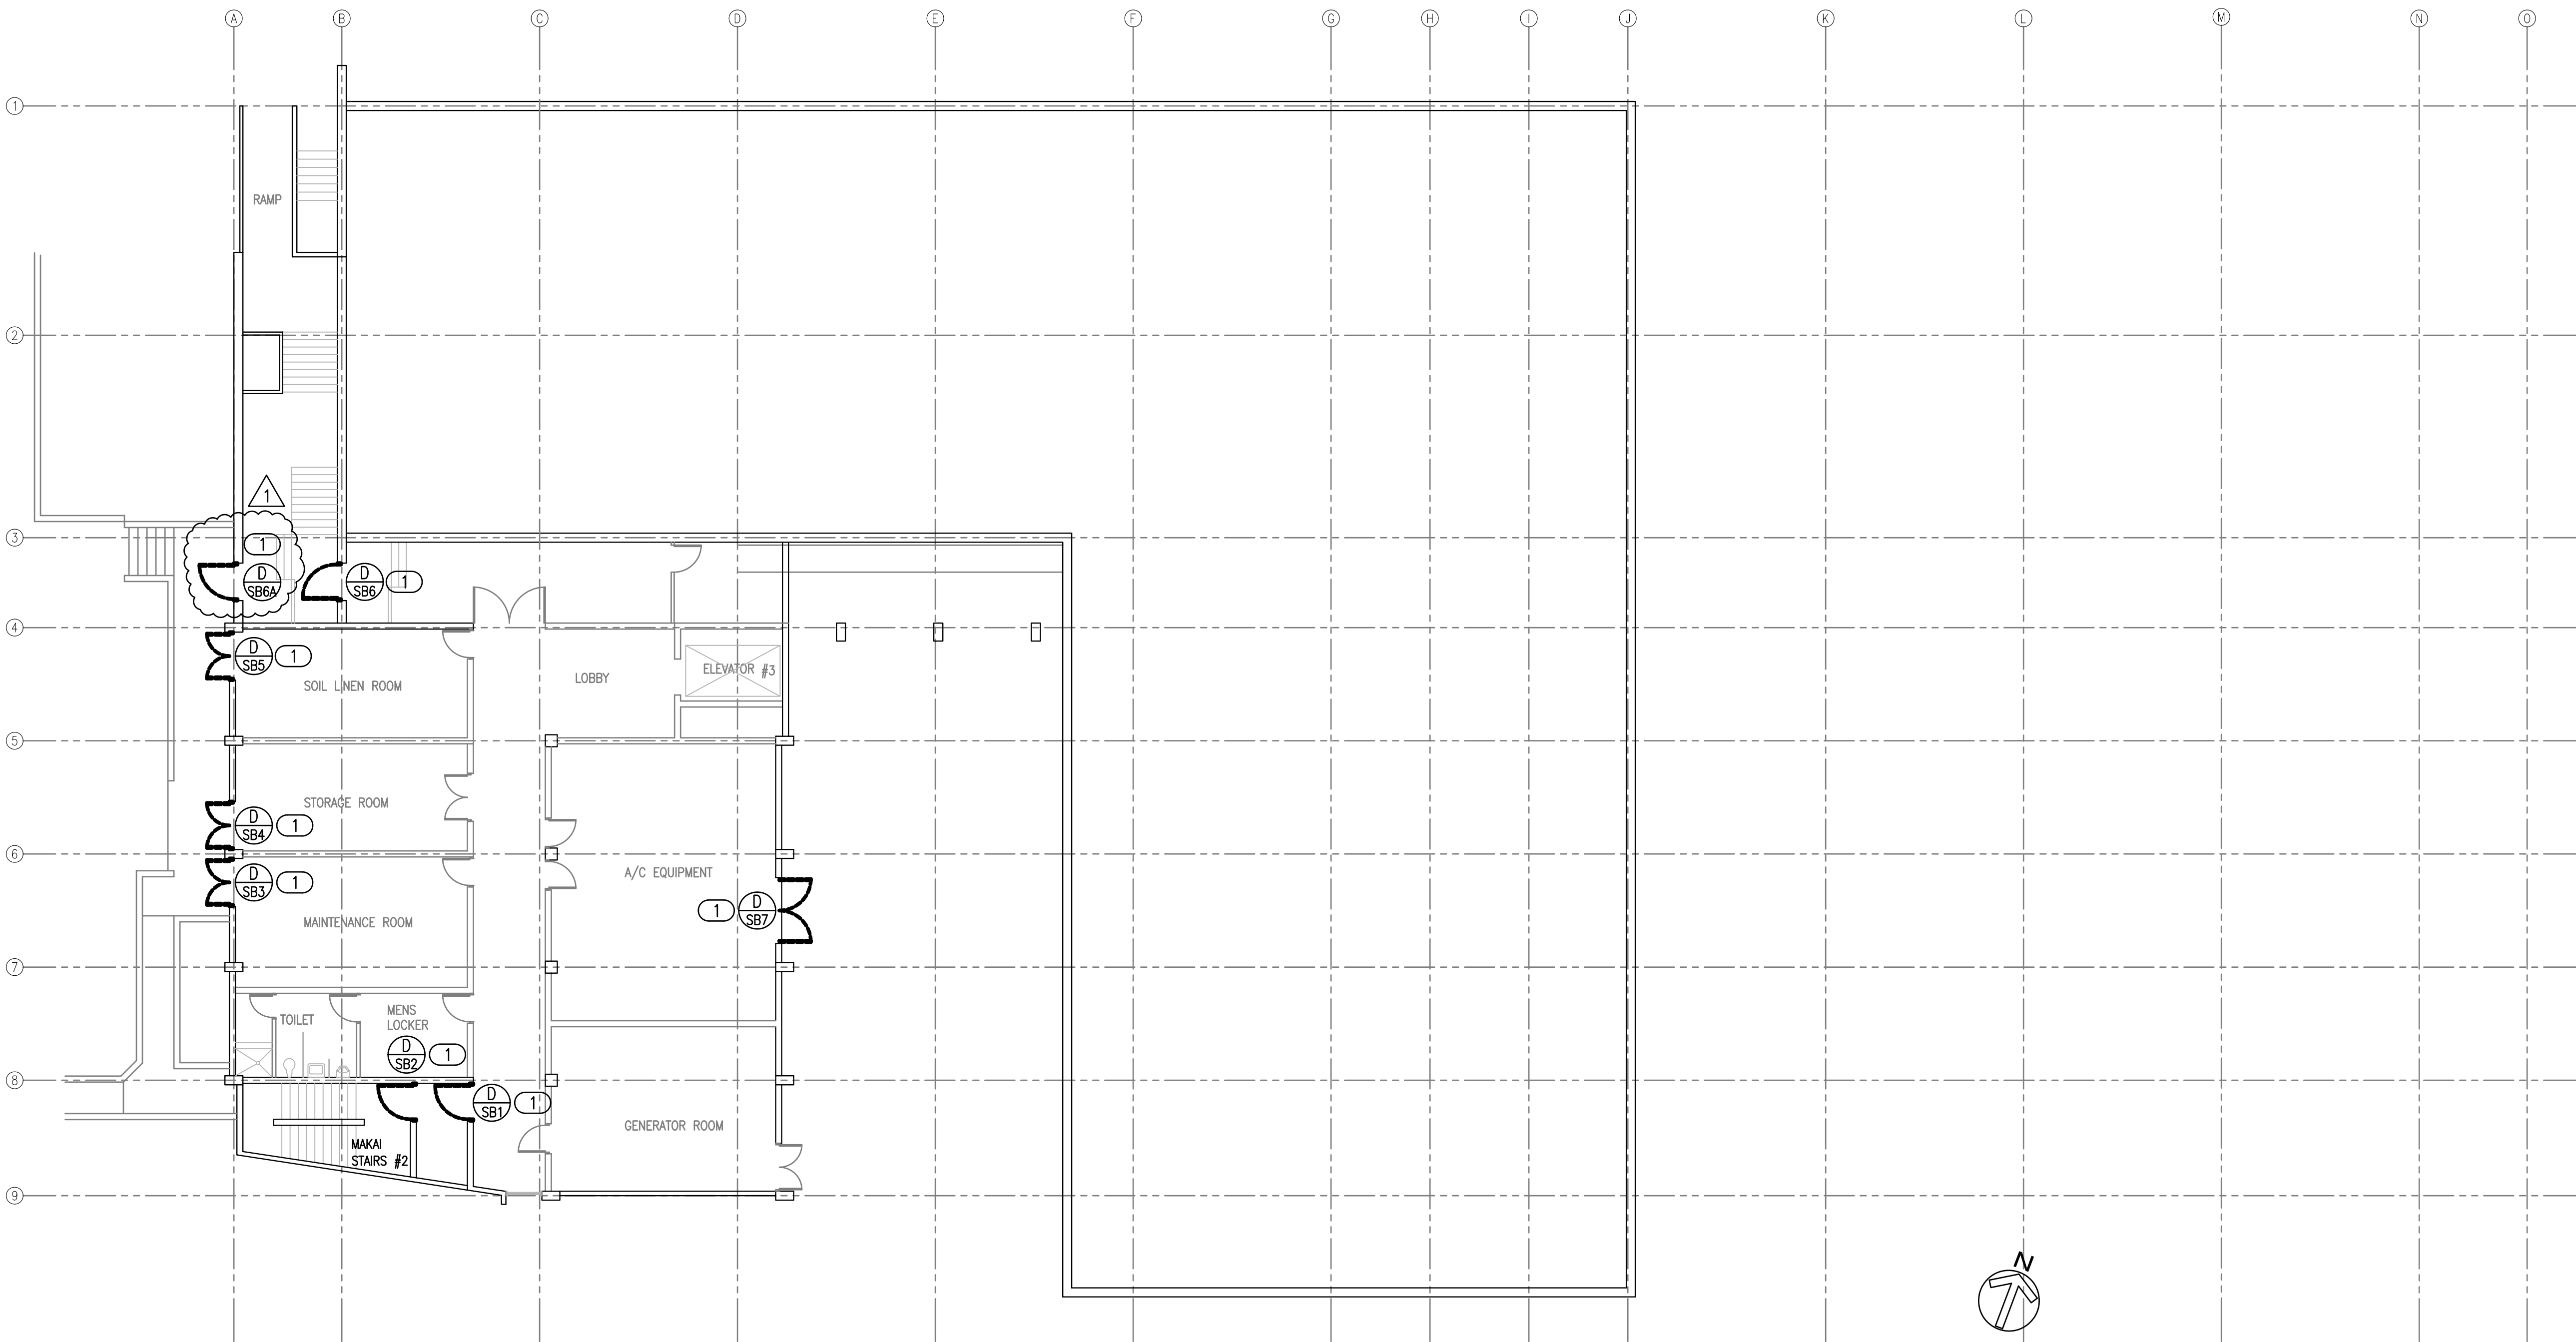 A B C D E F G H I J K L M N O
1
RAMP
2
1
3
1
D
SB6A
D
SB6
1
4
D
SB5
1
SOIL LINEN ROOM
LOBBY
ELEVATOR #3
5
STORAGE ROOM
D
SB4
1
6
D
SB3
1
A/C EQUIPMENT
MAINTENANCE ROOM
1
D
SB7
7
TOILET
MENS
LOCKER
D
SB2
1
8
D
SB1
1
GENERATOR ROOM
MAKAI
STAIRS #2
9
N